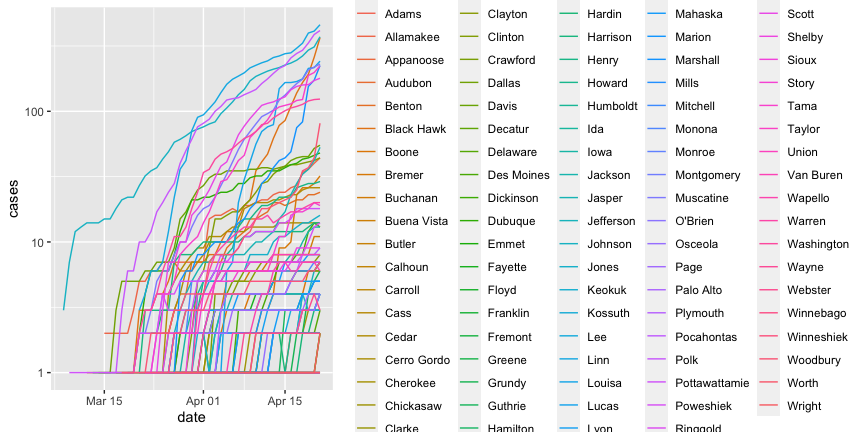 100
10
1
cases
Mar 15
Apr 01
Apr 15
date
Adams
Allamakee
Appanoose
Audubon
Benton
Black Hawk
Boone
Bremer
Buchanan
Buena Vista
Butler
Calhoun
Carroll
Cass
Cedar
Cerro Gordo
Cherokee
Chickasaw
Clarke
Clayton
Clinton
Crawford
Dallas
Davis
Decatur
Delaware
Des Moines
Dickinson
Dubuque
Emmet
Fayette
Floyd
Franklin
Fremont
Greene
Grundy
Guthrie
Hamilton
Hardin
Harrison
Henry
Howard
Humboldt
Ida
Iowa
Jackson
Jasper
Jefferson
Johnson
Jones
Keokuk
Kossuth
Lee
Linn
Louisa
Lucas
Lyon
Mahaska
Marion
Marshall
Mills
Mitchell
Monona
Monroe
Montgomery
Muscatine
O'Brien
Osceola
Page
Palo Alto
Plymouth
Pocahontas
Polk
Pottawattamie
Poweshiek
Ringgold
Scott
Shelby
Sioux
Story
Tama
Taylor
Union
Van Buren
Wapello
Warren
Washington
Wayne
Webster
Winnebago
Winneshiek
Woodbury
Worth
Wright